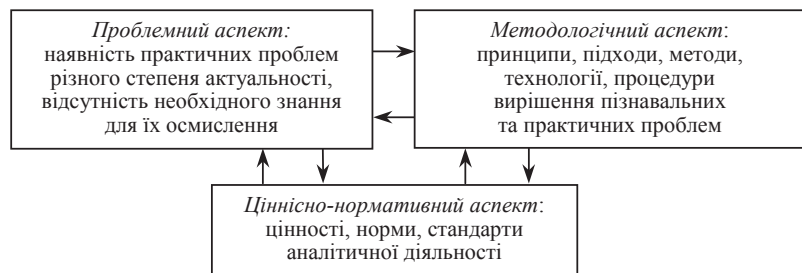 Проблемний аспект:
наявність практичних проблем
різного степеня актуальності,
відсутність необхідного знання
для їх осмислення
Методологічний аспект:
принципи, підходи, методи,
технології, процедури
вирішення пізнавальних
та практичних проблем
Ціннісно-нормативний аспект:
цінності, норми, стандарти
аналітичної діяльності